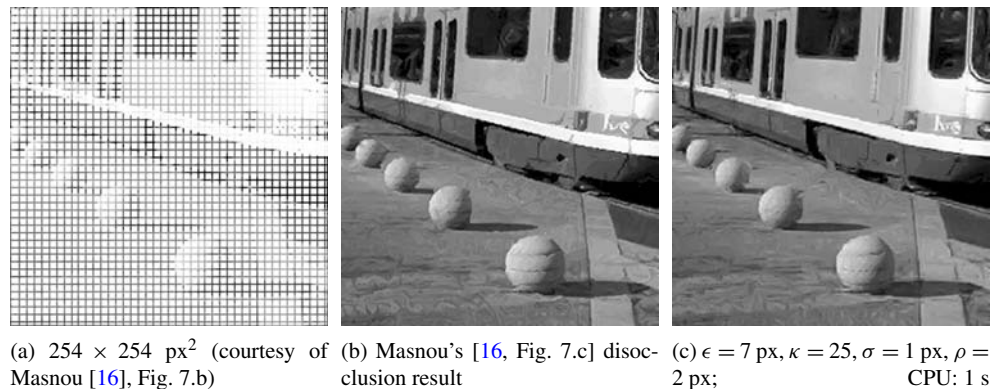 (a) 254 × 254 px² (courtesy of
Masnou [16], Fig. 7.b)
(b) Masnou's [16, Fig. 7.c] disoc-
clusion result
(c) ϵ = 7 px, κ = 25, σ = 1 px, ρ =
2 px; CPU: 1 s